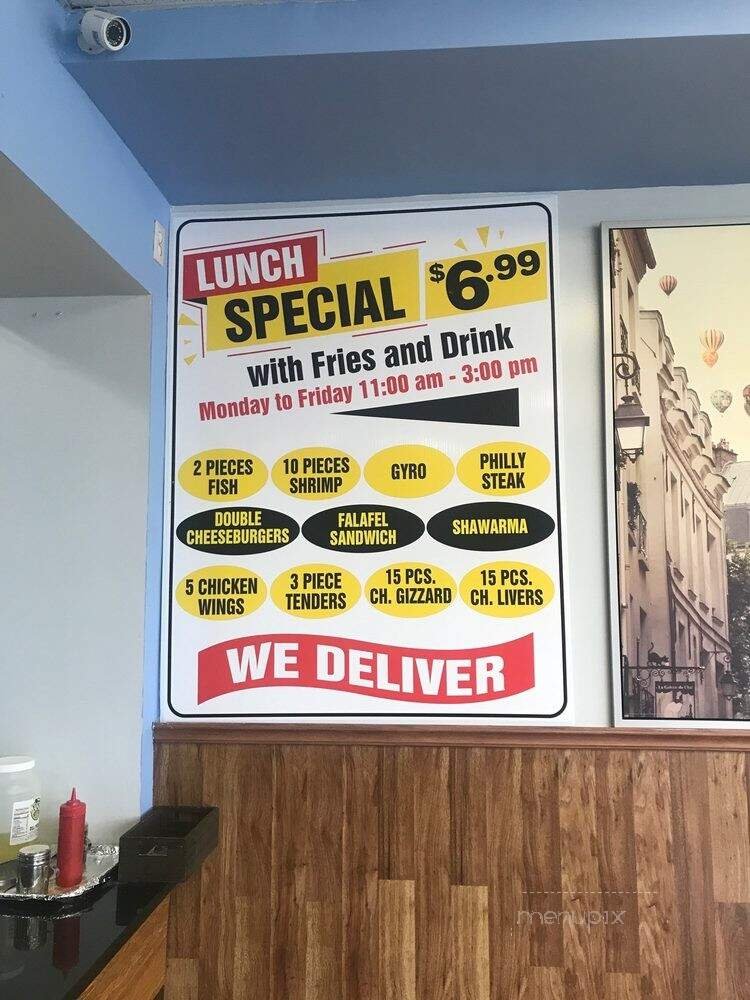 LUNCH
SPECIAL
$6.99
with Fries and Drink
Monday to Friday 11:00 am - 3:00 pm
2 PIECES
FISH
10 PIECES
SHRIMP
GYRO
PHILLY
STEAK
DOUBLE
CHEESEBURGERS
FALAFEL
SANDWICH
SHAWARMA
5 CHICKEN
WINGS
3 PIECE
TENDERS
15 PCS.
CH. GIZZARD
15 PCS.
CH. LIVERS
WE DELIVER
menupix